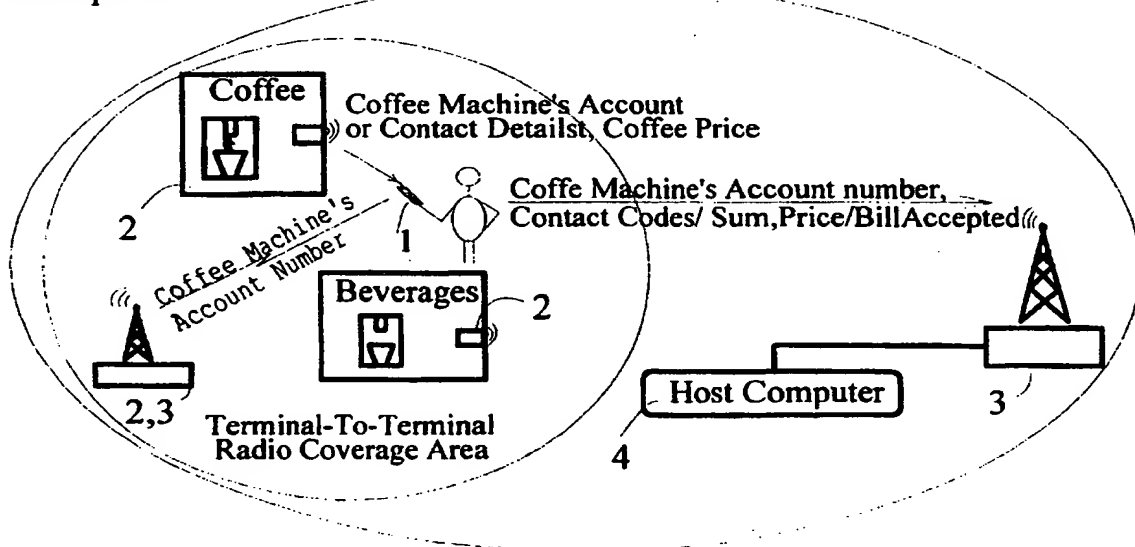 Coffee
Coffee Machine's Account
or Contact Detailst, Coffee Price
2
1
Coffe Machine's Account number,
Contact Codes/ Sum,Price/BillAccepted
Coffee Machine's
Account Number
Beverages
2
2,3
Terminal-To-Terminal
Radio Coverage Area
Host Computer
4
3